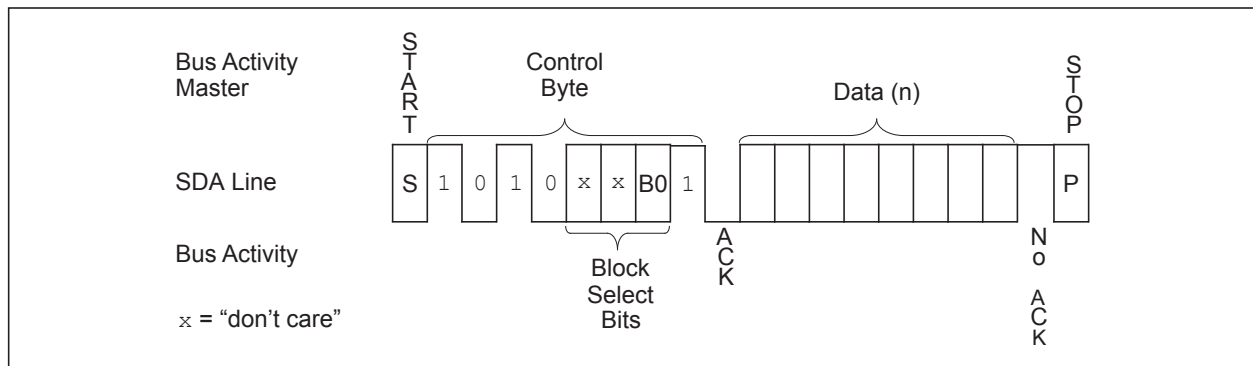 Bus Activity
Master
START
Control
Byte
Data (n)
STOP
SDA Line
S 1 0 1 0 x x B0 1 P
Bus Activity
ACK
No ACK
Block
Select
Bits
x = “don’t care”